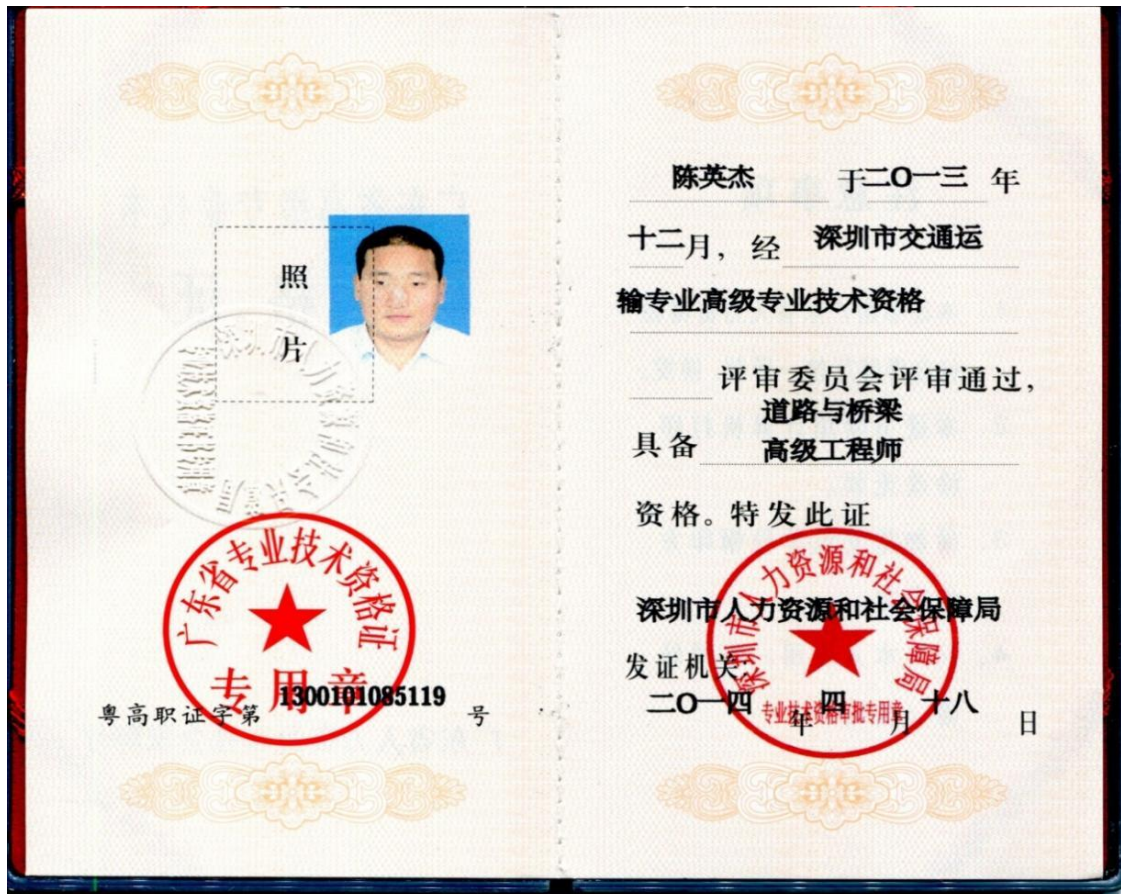 照
片
广东省专业技术资格证
专用章
粤高职证字第 1300101085119 号
陈英杰 于二〇一三年
十二月，经 深圳市交通运
输专业高级专业技术资格
评审委员会评审通过，
道路与桥梁
具备 高级工程师
资格。特发此证
深圳市人力资源和社会保障局
深圳市人力资源和社会保障局
发证机关
专业技术资格审批专用章
二〇一四年四月十八日